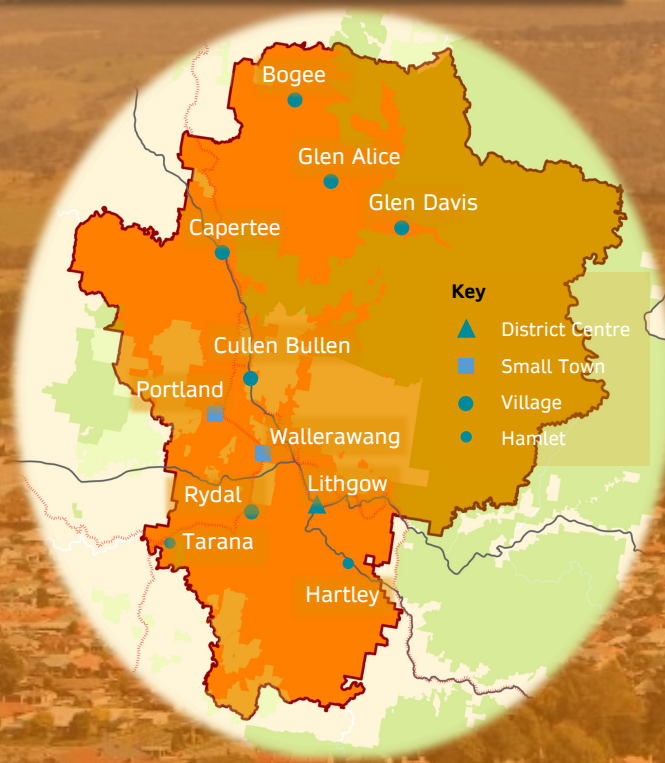 Bogee
Glen Alice
Glen Davis
Capertee
Key
District Centre
Cullen Bullen
Small Town
Portland
Village
Wallerawang
Hamlet
Lithgow
Rydal
Tarana
Hartley